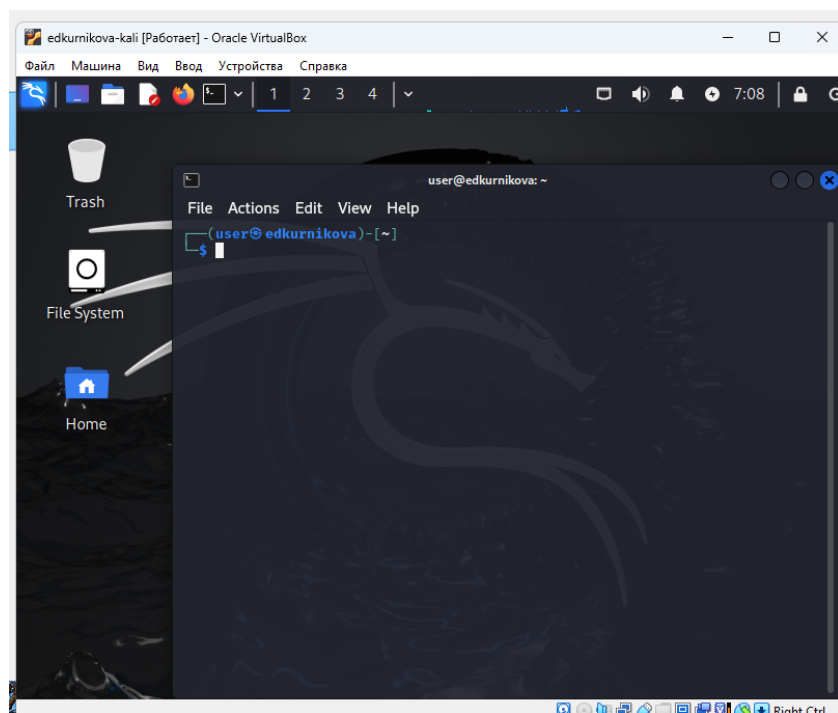 edkurnikova-kali [Работает] - Oracle VirtualBox
Файл Машина Вид Ввод Устройства Справка
1 2 3 4 7:08
Trash
File System
Home
user@edkurnikova: ~
File Actions Edit View Help
(user㉿edkurnikova)-[~]
$
Right Ctrl